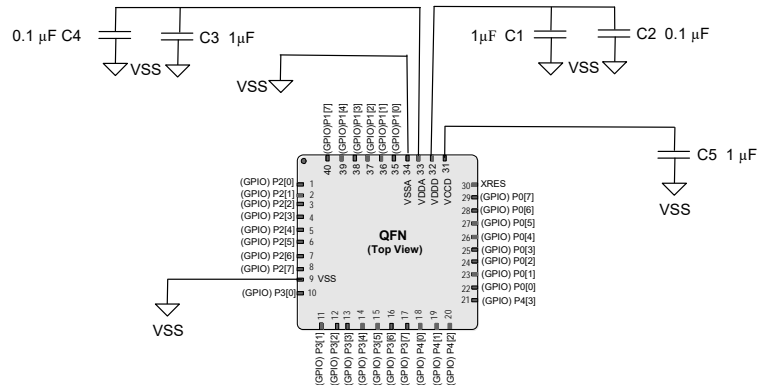 0.1 µF C4
C3 1µF
VSS
VSS
1µF C1
C2 0.1 µF
VSS
C5 1 µF
VSS
(GPIO)P1[7]
(GPIO)P1[4]
(GPIO)P1[3]
(GPIO)P1[2]
(GPIO)P1[1]
(GPIO)P1[0]
40
39
38
37
36
35
34
33
32
31
VSSA
VDDA
VDDD
VCCD
QFN
(Top View)
(GPIO) P2[0] 1
(GPIO) P2[1] 2
(GPIO) P2[2] 3
(GPIO) P2[3] 4
(GPIO) P2[4] 5
(GPIO) P2[5] 6
(GPIO) P2[6] 7
(GPIO) P2[7] 8
9 VSS
(GPIO) P3[0] 10
VSS
30 XRES
29 (GPIO) P0[7]
28 (GPIO) P0[6]
27 (GPIO) P0[5]
26 (GPIO) P0[4]
25 (GPIO) P0[3]
24 (GPIO) P0[2]
23 (GPIO) P0[1]
22 (GPIO) P0[0]
21 (GPIO) P4[3]
11
12
13
14
15
16
17
18
19
20
(GPIO) P3[1]
(GPIO) P3[2]
(GPIO) P3[3]
(GPIO) P3[4]
(GPIO) P3[5]
(GPIO) P3[6]
(GPIO) P3[7]
(GPIO) P4[0]
(GPIO) P4[1]
(GPIO) P4[2]